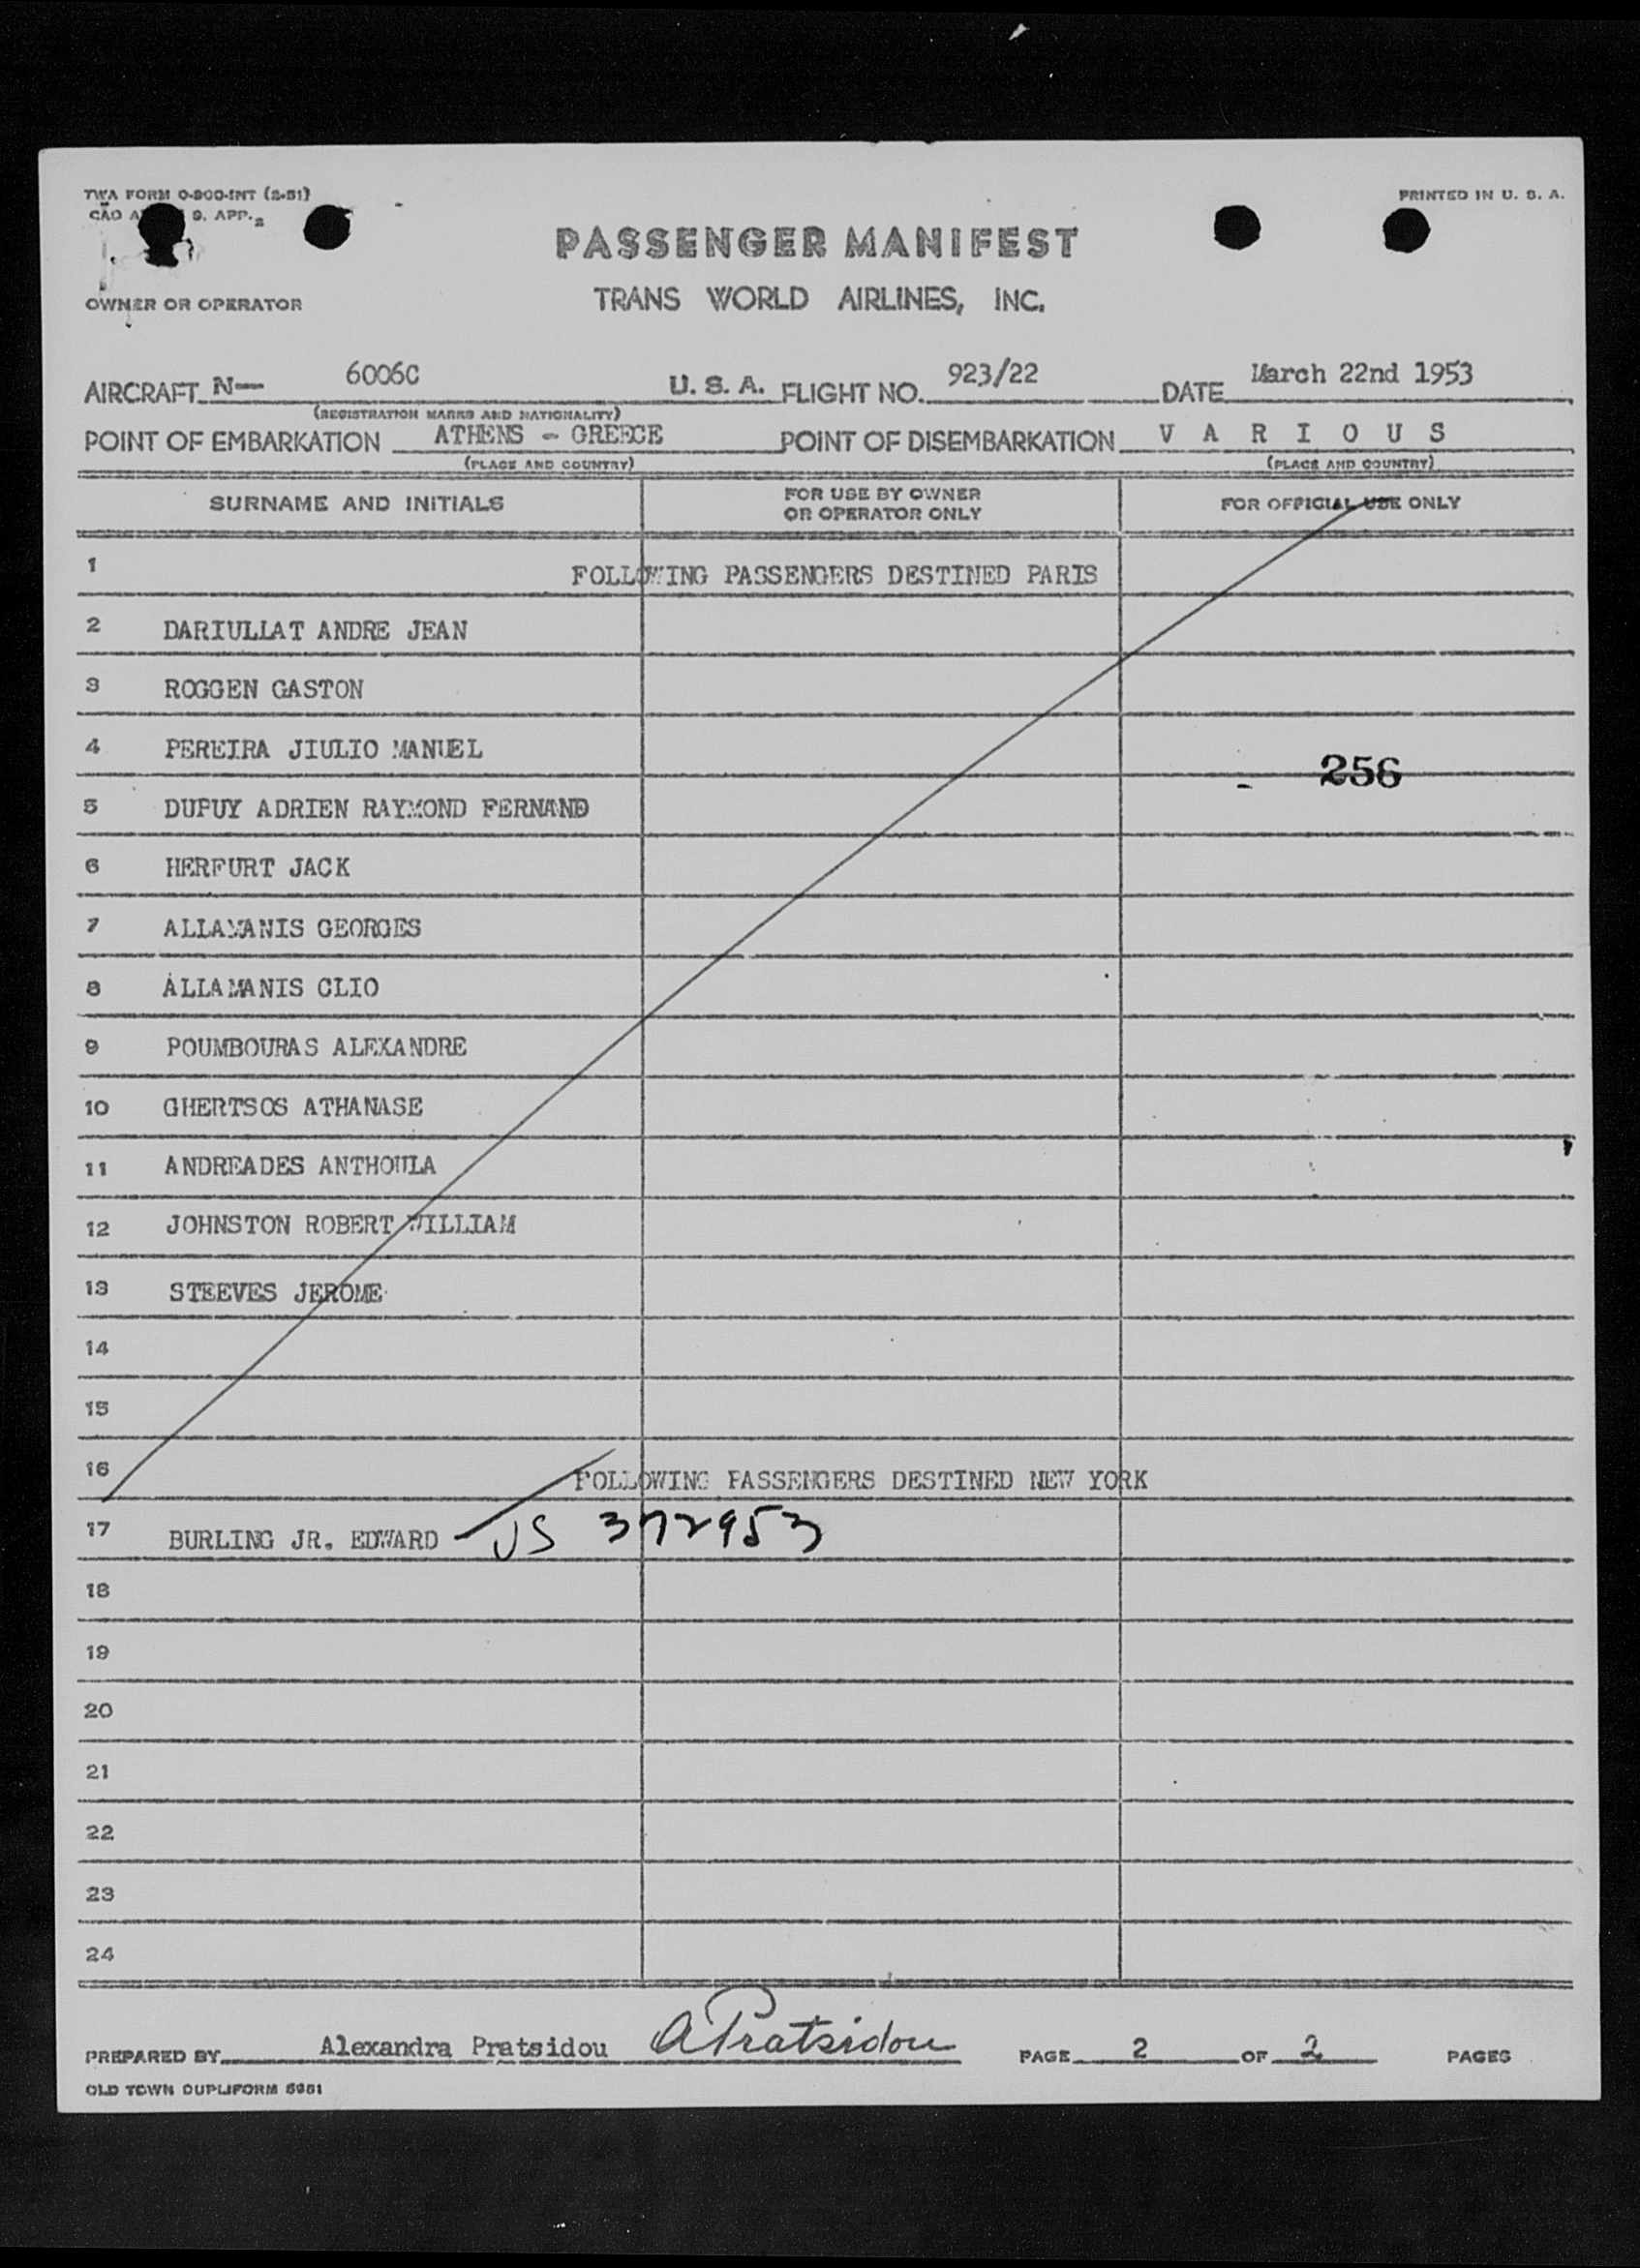 TWA FORM 0-900-INT (2-51)
PRINTED IN U. S. A.
9. APP. 2
PASSENGER MANIFEST
OWNER OR OPERATOR
TRANS WORLD AIRLINES, INC.
AIRCRAFT N— 6006C U. S. A. FLIGHT NO. 923/22 DATE March 22nd 1953
(REGISTRATION MARKS AND NATIONALITY)
POINT OF EMBARKATION ATHENS - GREECE POINT OF DISEMBARKATION V A R I O U S
(PLACE AND COUNTRY) (PLACE AND COUNTRY)
SURNAME AND INITIALS FOR USE BY OWNER OR OPERATOR ONLY FOR OFFICIAL USE ONLY
1 FOLLOWING PASSENGERS DESTINED PARIS
2 DARIULLAT ANDRE JEAN
3 ROGGEN GASTON
4 PEREIRA JIULIO MANUEL
256
5 DUPUY ADRIEN RAYMOND FERNAND
6 HERFURT JACK
7 ALLAMANIS GEORGES
8 ALLAMANIS CLIO
9 POUMBOURAS ALEXANDRE
10 GHERTSOS ATHANASE
11 ANDREADES ANTHOULA
12 JOHNSTON ROBERT WILLIAM
13 STEEVES JEROME
14
15
16 FOLLOWING PASSENGERS DESTINED NEW YORK
17 BURLING JR. EDWARD JS 372953
18
19
20
21
22
23
24
PREPARED BY Alexandra Pratsidou APratsidou PAGE 2 OF 2 PAGES
OLD TOWN DUPLIFORM 5951